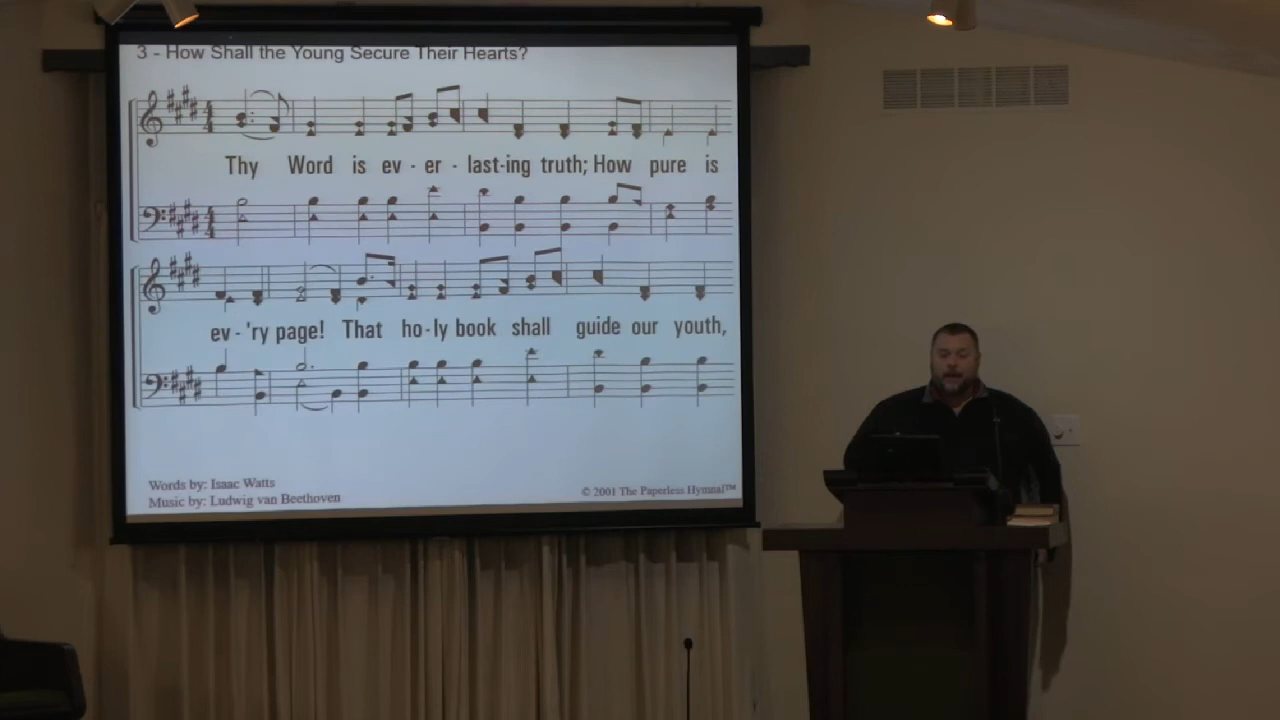 3 - How Shall the Young Secure Their Hearts?
Thy Word is ev - er - last-ing truth; How pure is
ev - 'ry page! That ho-ly book shall guide our youth,
Words by: Isaac Watts
Music by: Ludwig van Beethoven
© 2001 The Paperless Hymnal™